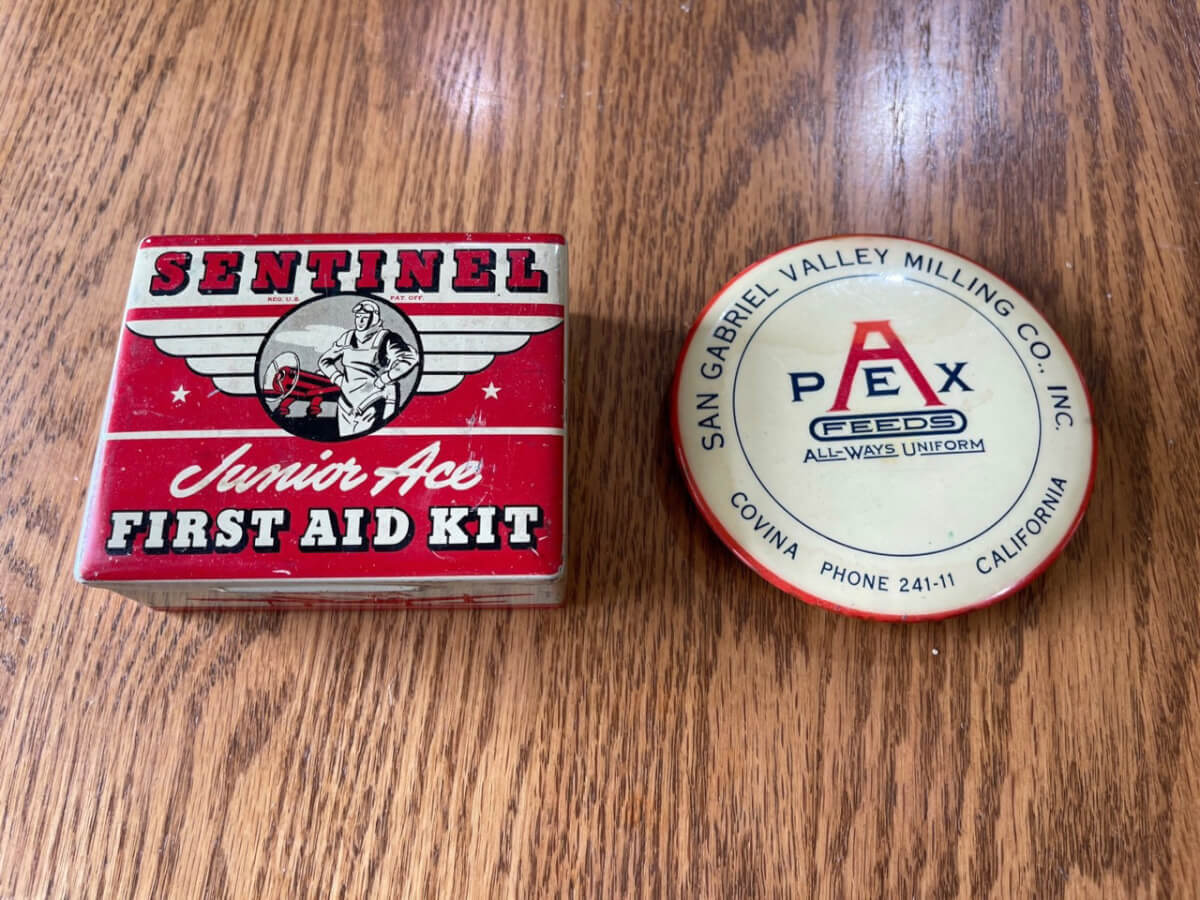 SENTINEL
REG. U.S. PAT. OFF.
Junior Ace
FIRST AID KIT
SAN GABRIEL VALLEY MILLING CO., INC.
APEX
FEEDS
ALL-WAYS UNIFORM
COVINA PHONE 241-11 CALIFORNIA